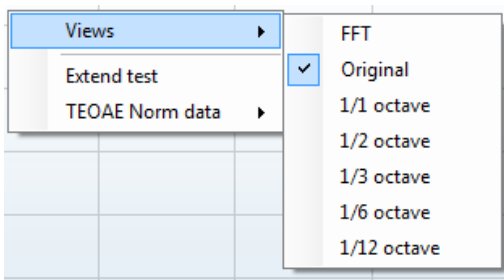 Views
Extend test
TEOAE Norm data
FFT
Original
1/1 octave
1/2 octave
1/3 octave
1/6 octave
1/12 octave